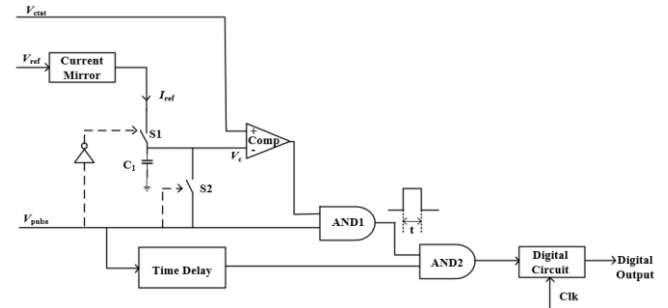 Vctat
Vref
Current
Mirror
Iref
S1
+
Comp
-
Vc
C1
S2
Vpulse
AND1
t
Time Delay
AND2
Digital
Circuit
Digital
Output
Clk